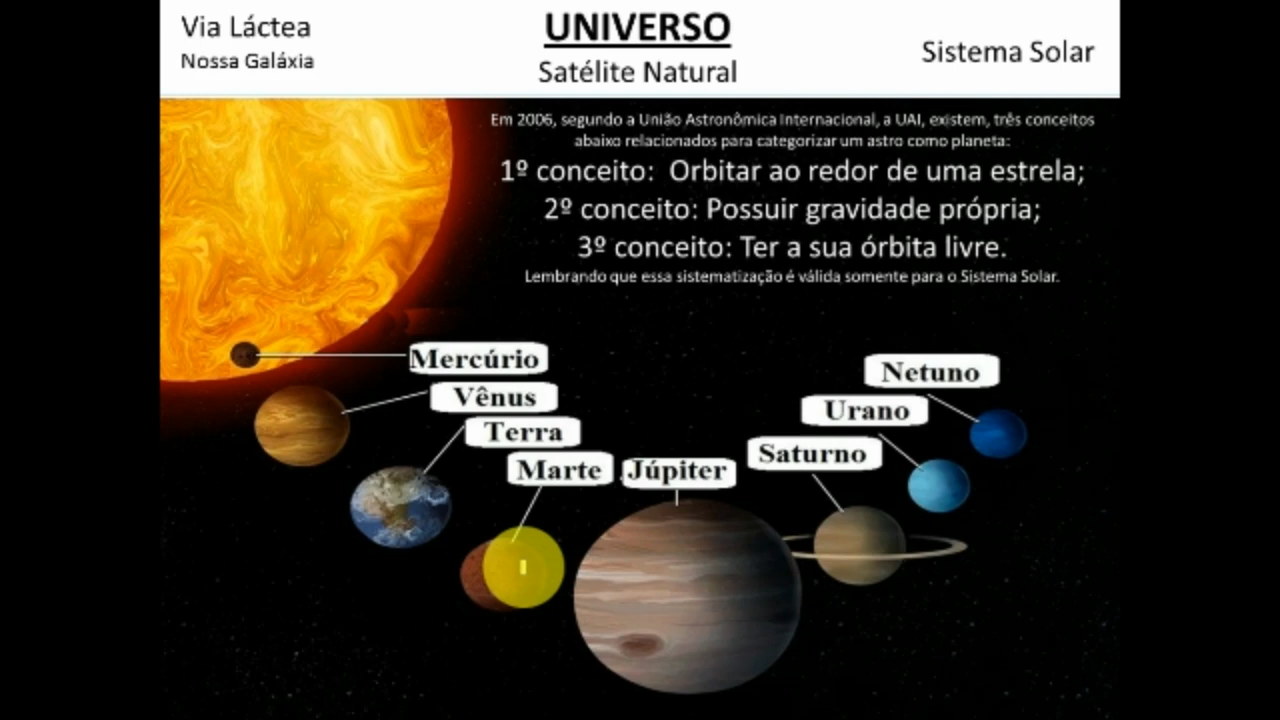 Via Láctea
Nossa Galáxia
UNIVERSO
Satélite Natural
Sistema Solar
Em 2006, segundo a União Astronômica Internacional, a UAI, existem, três conceitos
abaixo relacionados para categorizar um astro como planeta:
1º conceito: Orbitar ao redor de uma estrela;
2º conceito: Possuir gravidade própria;
3º conceito: Ter a sua órbita livre.
Lembrando que essa sistematização é válida somente para o Sistema Solar.
Mercúrio
Vênus
Terra
Marte
Júpiter
Saturno
Urano
Netuno